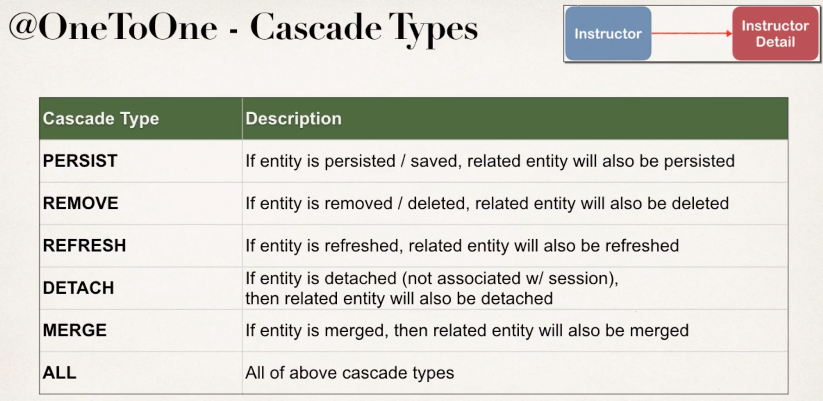 @OneToOne - Cascade Types
Instructor
Instructor
Detail
Cascade Type Description
PERSIST If entity is persisted / saved, related entity will also be persisted
REMOVE If entity is removed / deleted, related entity will also be deleted
REFRESH If entity is refreshed, related entity will also be refreshed
DETACH If entity is detached (not associated w/ session),
then related entity will also be detached
MERGE If entity is merged, then related entity will also be merged
ALL All of above cascade types